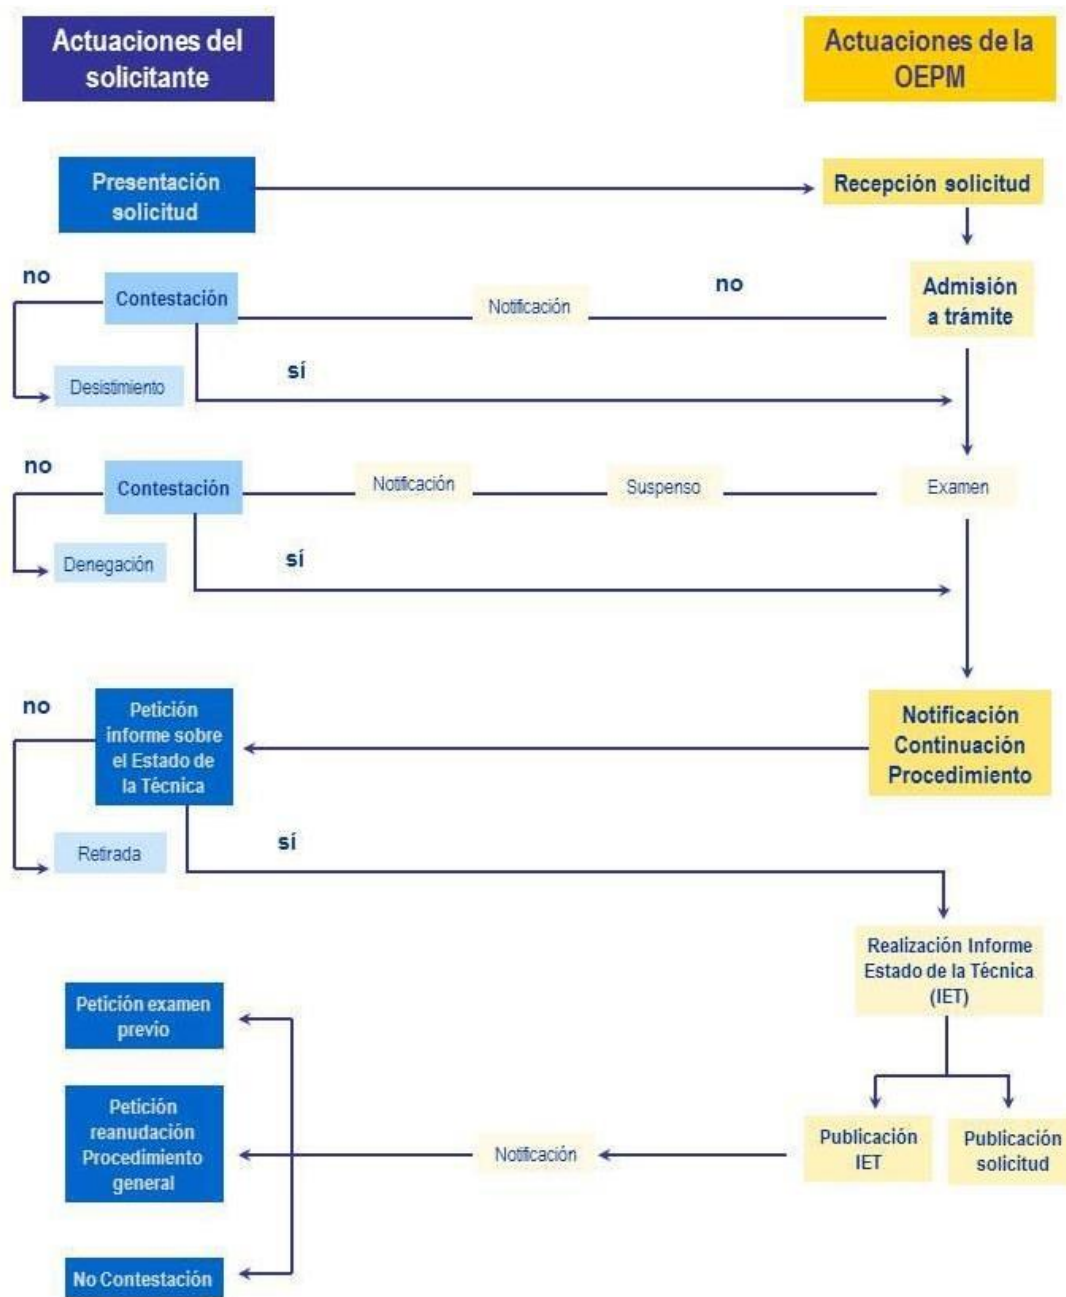 Actuaciones del
solicitante
Actuaciones de la
OEPM
Presentación
solicitud
Recepción solicitud
no
Contestación
Notificación
no
Admisión
a trámite
Desistimiento
sí
no
Contestación
Notificación
Suspenso
Examen
Denegación
sí
no
Petición
informe sobre
el Estado de
la Técnica
Notificación
Continuación
Procedimiento
Retirada
sí
Realización Informe
Estado de la Técnica
(IET)
Petición examen
previo
Petición
reanudación
Procedimiento
general
Notificación
Publicación
IET
Publicación
solicitud
No Contestación